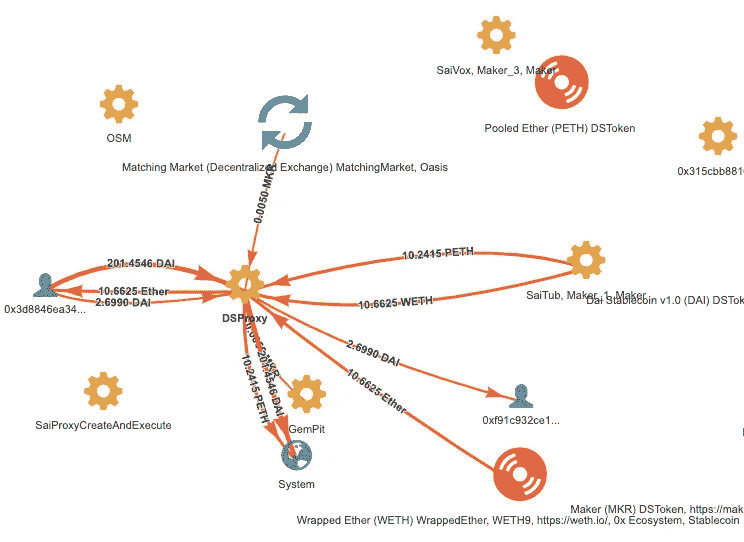 SaiVox, Maker_3, Maker
Pooled Ether (PETH) DSToken
OSM
Matching Market (Decentralized Exchange) MatchingMarket, Oasis
0x315cbb881
0.0050 MKR
10.2415 PETH
201.4546 DAI
10.6625 Ether
2.6990 DAI
0x3d8846ea34...
10.6625 WETH
SaiTub, Maker_1, Maker
Dai Stablecoin v1.0 (DAI) DSTok
DSProxy
MKR
201.4546 DAI
10.2415 PETH
2.6990 DAI
10.6625 Ether
SaiProxyCreateAndExecute
GemPit
0xf91c932ce1...
System
Maker (MKR) DSToken, https://mak
Wrapped Ether (WETH) WrappedEther, WETH9, https://weth.io/, 0x Ecosystem, Stablecoin